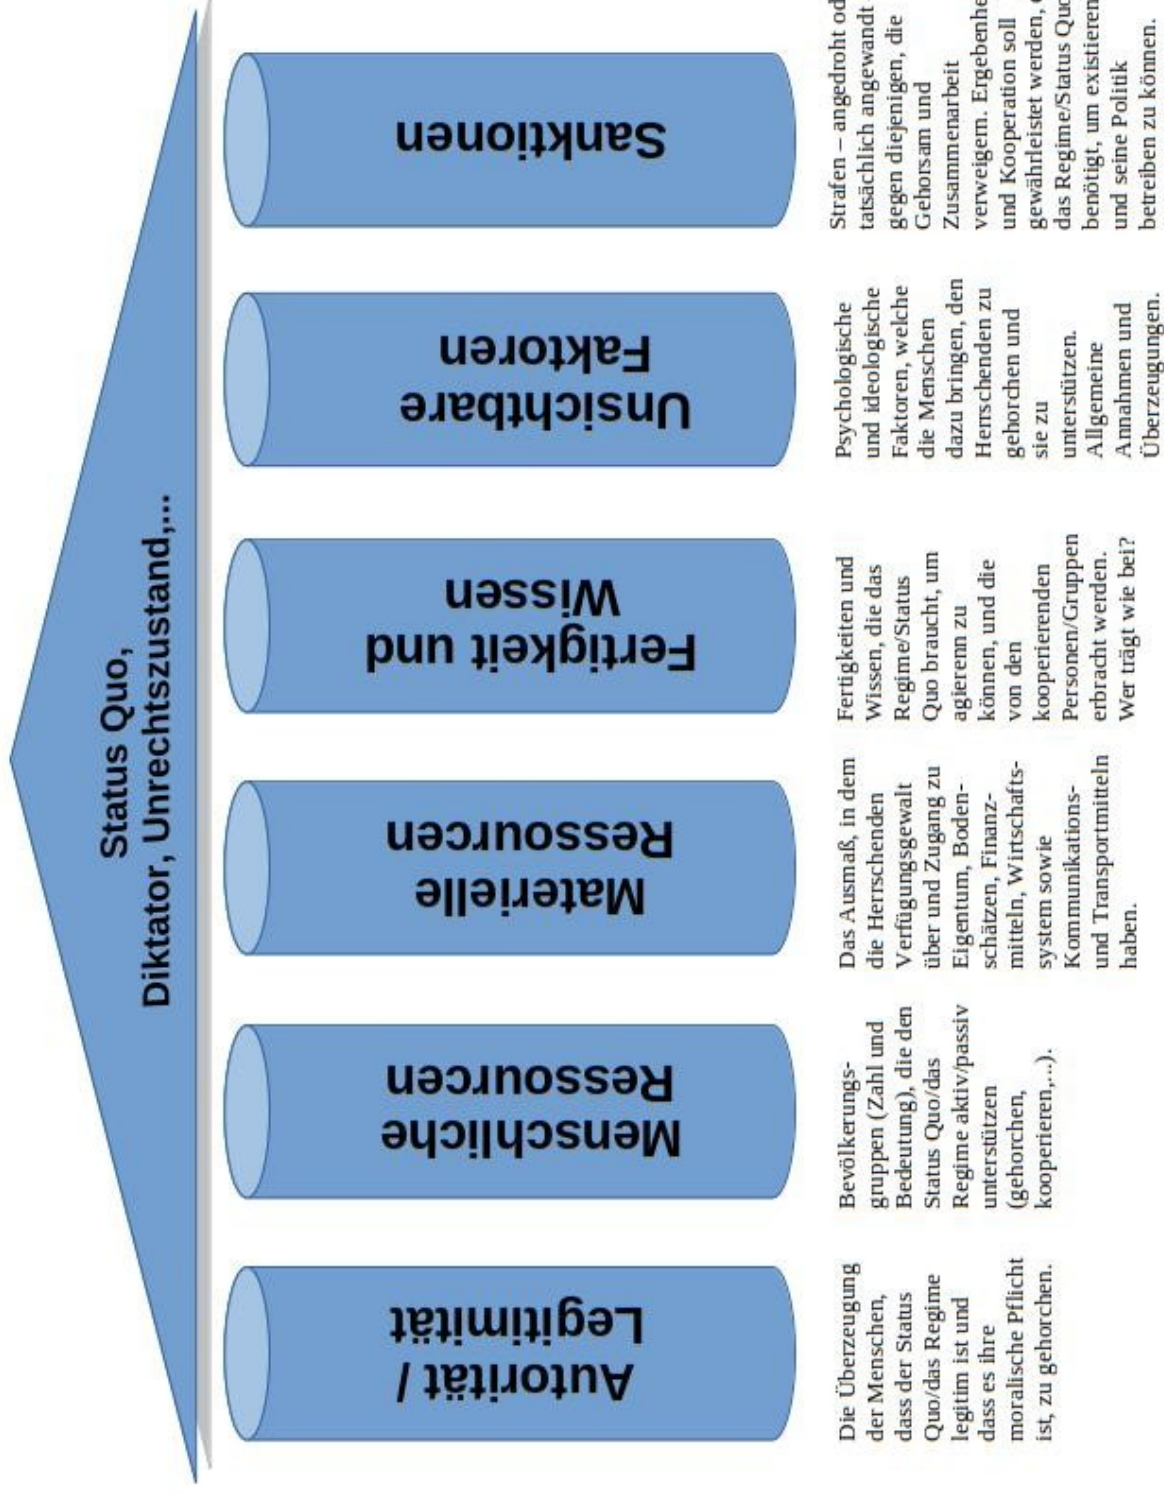 Status Quo,
Diktator, Unrechtszustand,...
Autorität /
Legitimität
Menschliche
Ressourcen
Materielle
Ressourcen
Fertigkeit und
Wissen
Unsichtbare
Faktoren
Sanktionen
Die Überzeugung
der Menschen,
dass der Status
Quo/das Regime
legitim ist und
dass es ihre
moralische Pflicht
ist, zu gehorchen.
Bevölkerungs-
gruppen (Zahl und
Bedeutung), die den
Status Quo/das
Regime aktiv/passiv
unterstützen
(gehorchen,
kooperieren,...).
Das Ausmaß, in dem
die Herrschenden
Verfügungsgewalt
über und Zugang zu
Eigentum, Boden-
schätzen, Finanz-
mitteln, Wirtschafts-
system sowie
Kommunikations-
und Transportmitteln
haben.
Fertigkeiten und
Wissen, die das
Regime/Status
Quo braucht, um
agierenn zu
können, und die
von den
kooperierenden
Personen/Gruppen
erbracht werden.
Wer trägt wie bei?
Psychologische
und ideologische
Faktoren, welche
die Menschen
dazu bringen, den
Herrschenden zu
gehorchen und
sie zu
unterstützen.
Allgemeine
Annahmen und
Überzeugungen.
Strafen – angedroht od
tatsächlich angewandt
gegen diejenigen, die
Gehorsam und
Zusammenarbeit
verweigern. Ergebenhe
und Kooperation soll
gewährleistet werden,
das Regime/Status Quo
benötigt, um existieren
und seine Politik
betreiben zu können.